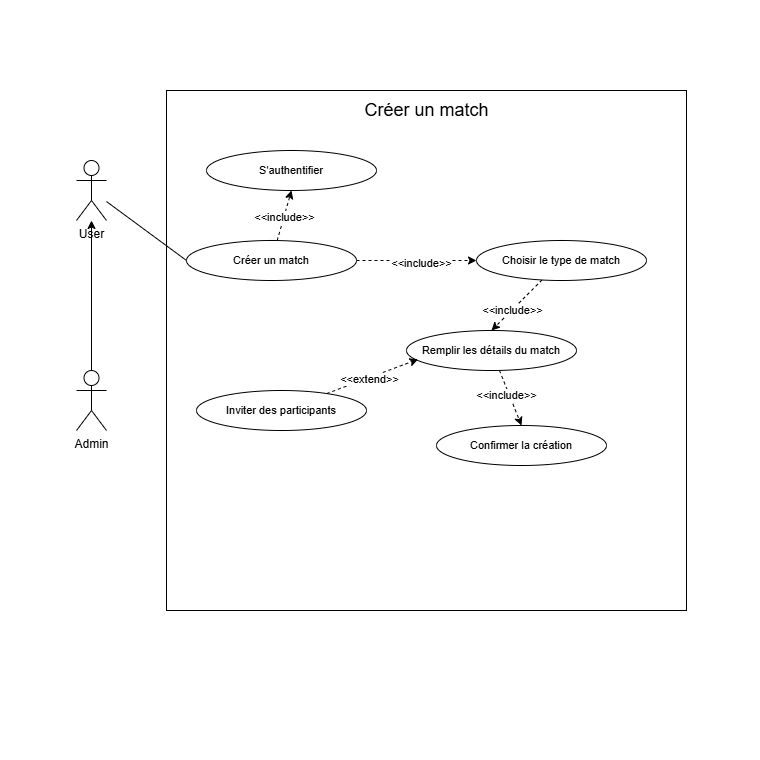 Créer un match
S'authentifier
User
<<include>>
Créer un match
<<include>>
Choisir le type de match
<<include>>
Remplir les détails du match
<<extend>>
<<include>>
Inviter des participants
Admin
Confirmer la création